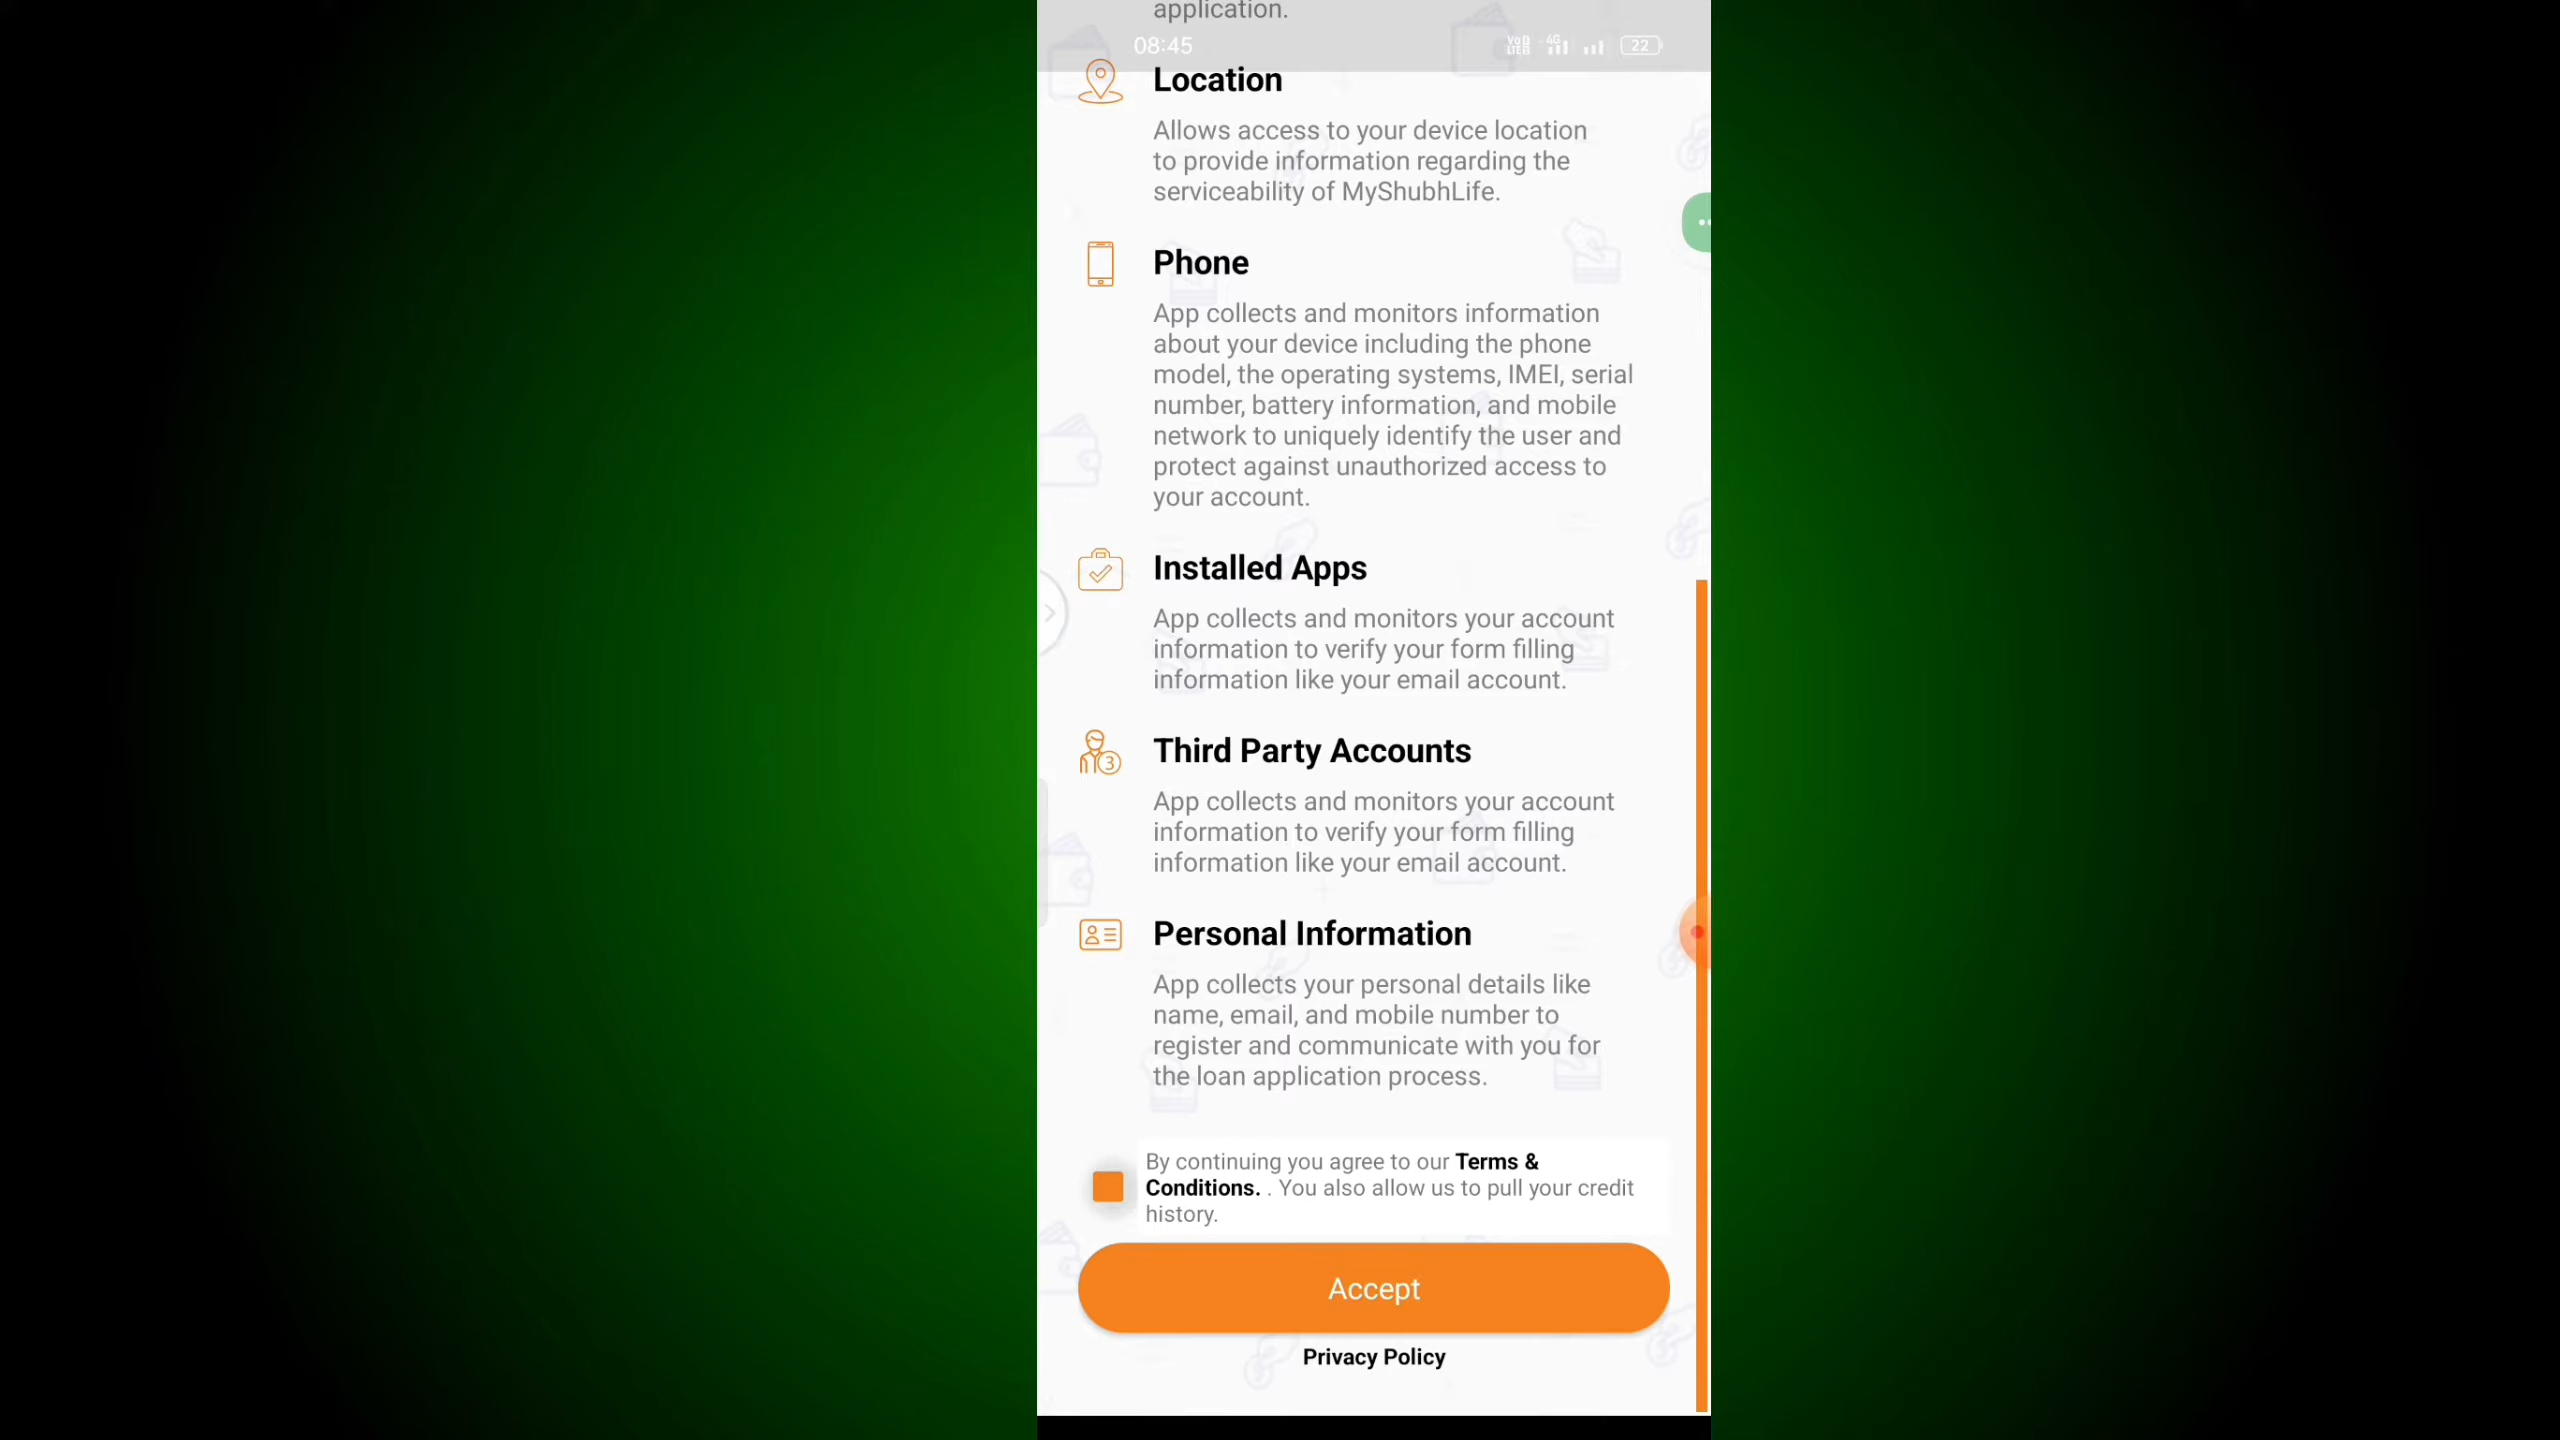 application.
08:45
Vo D
LTE 2
4G
22
Location
Allows access to your device location
to provide information regarding the
serviceability of MyShubhLife.
Phone
App collects and monitors information
about your device including the phone
model, the operating systems, IMEI, serial
number, battery information, and mobile
network to uniquely identify the user and
protect against unauthorized access to
your account.
Installed Apps
App collects and monitors your account
information to verify your form filling
information like your email account.
Third Party Accounts
3
App collects and monitors your account
information to verify your form filling
information like your email account.
Personal Information
App collects your personal details like
name, email, and mobile number to
register and communicate with you for
the loan application process.
By continuing you agree to our Terms &
Conditions. . You also allow us to pull your credit
history.
Accept
Privacy Policy